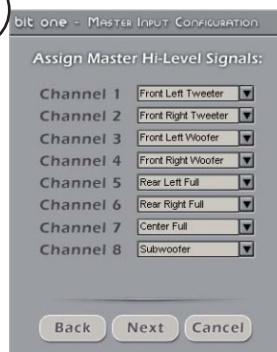 bit one - Master Input Configuration
Assign Master Hi-Level Signals:
Channel 1 Front Left Tweeter
Channel 2 Front Right Tweeter
Channel 3 Front Left Woofer
Channel 4 Front Right Woofer
Channel 5 Rear Left Full
Channel 6 Rear Right Full
Channel 7 Center Full
Channel 8 Subwoofer
Back Next Cancel